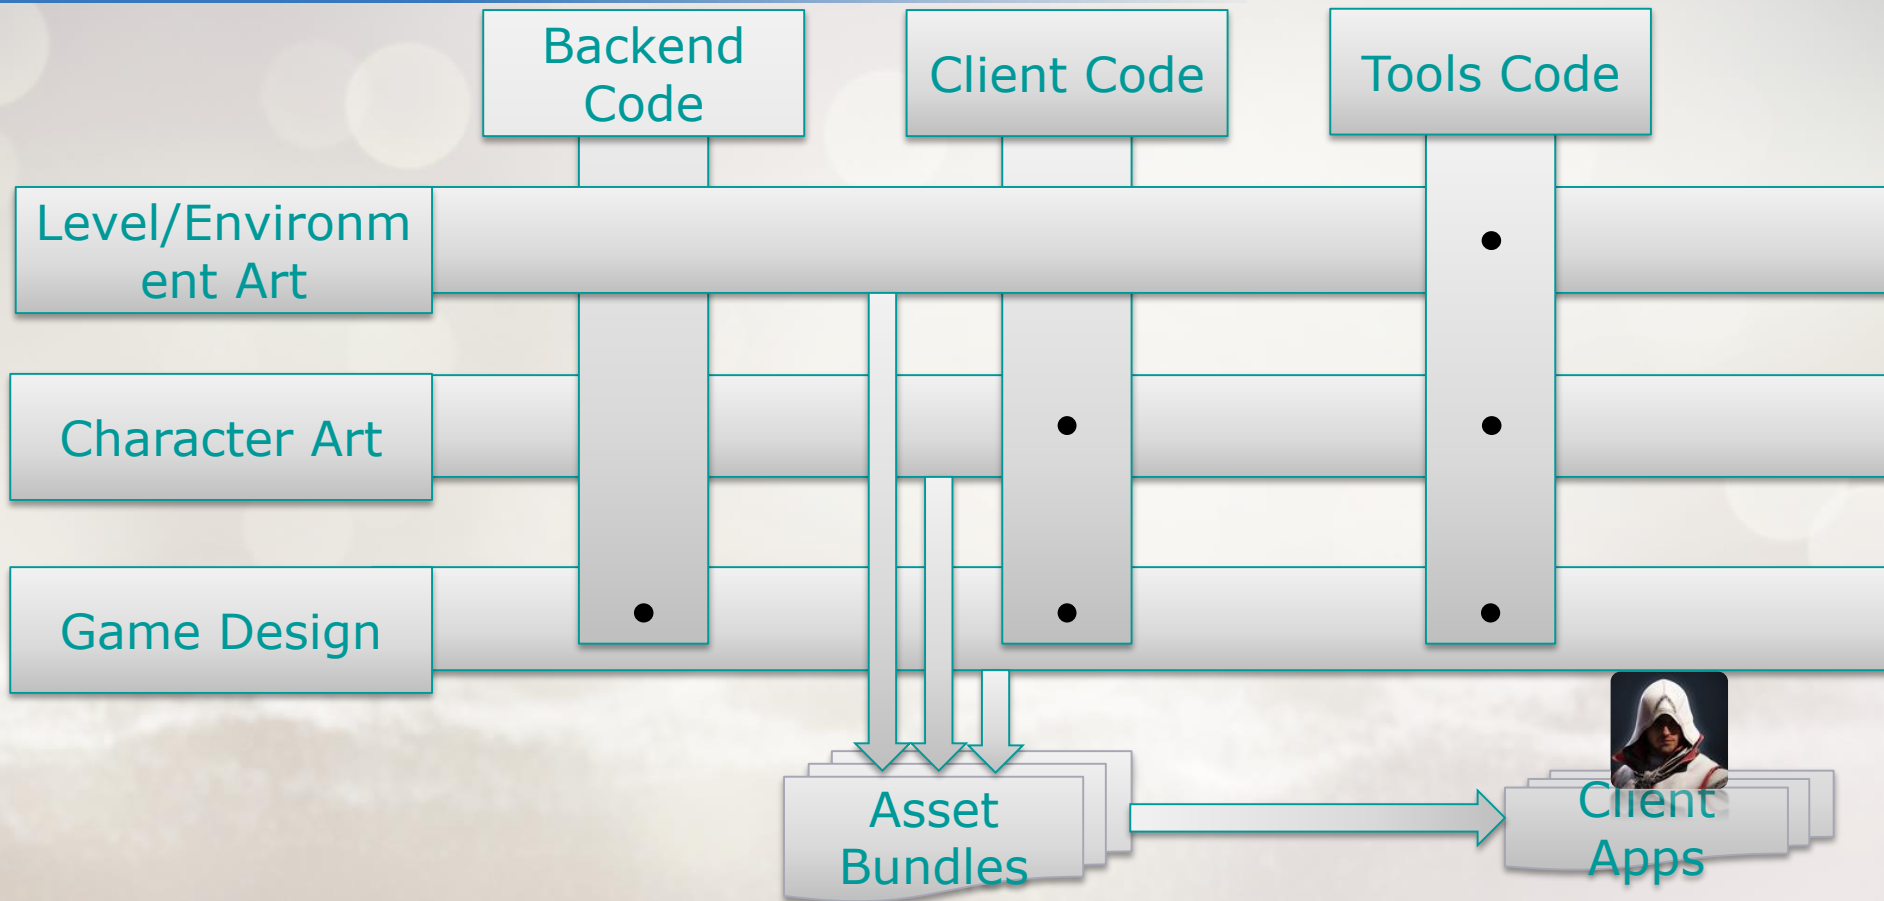 Backend
Code
Client Code
Tools Code
Level/Environm
ent Art
Character Art
Game Design
Asset
Bundles
Client
Apps